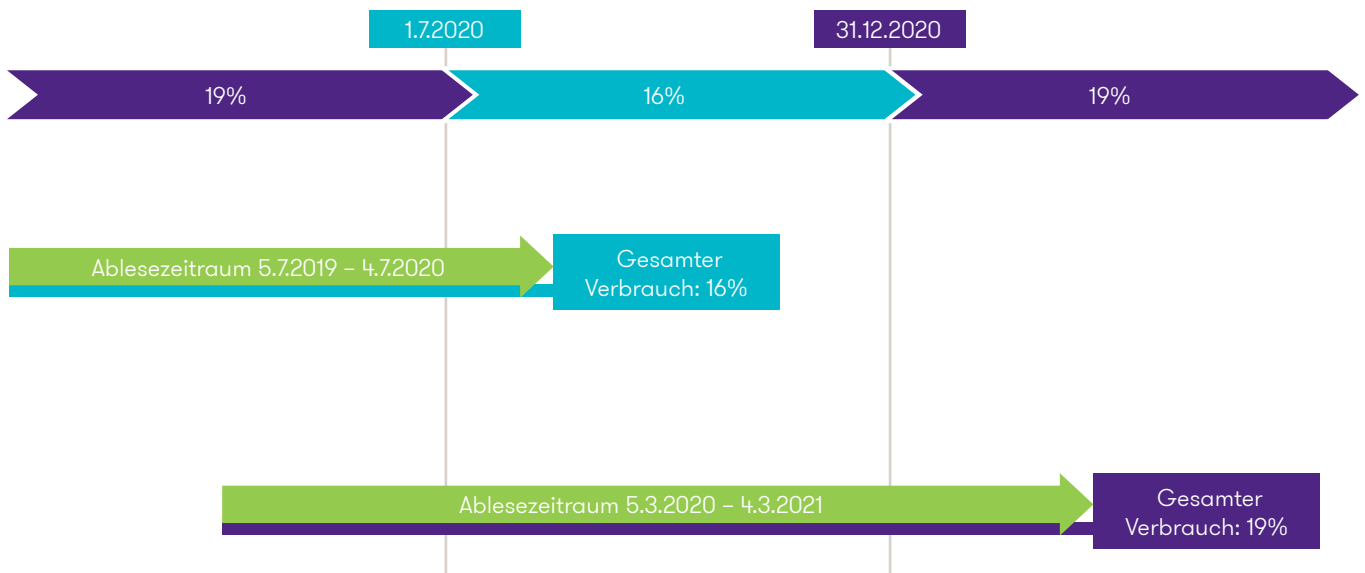 1.7.2020
31.12.2020
19%
16%
19%
Ablesezeitraum 5.7.2019 – 4.7.2020
Gesamter
Verbrauch: 16%
Ablesezeitraum 5.3.2020 – 4.3.2021
Gesamter
Verbrauch: 19%